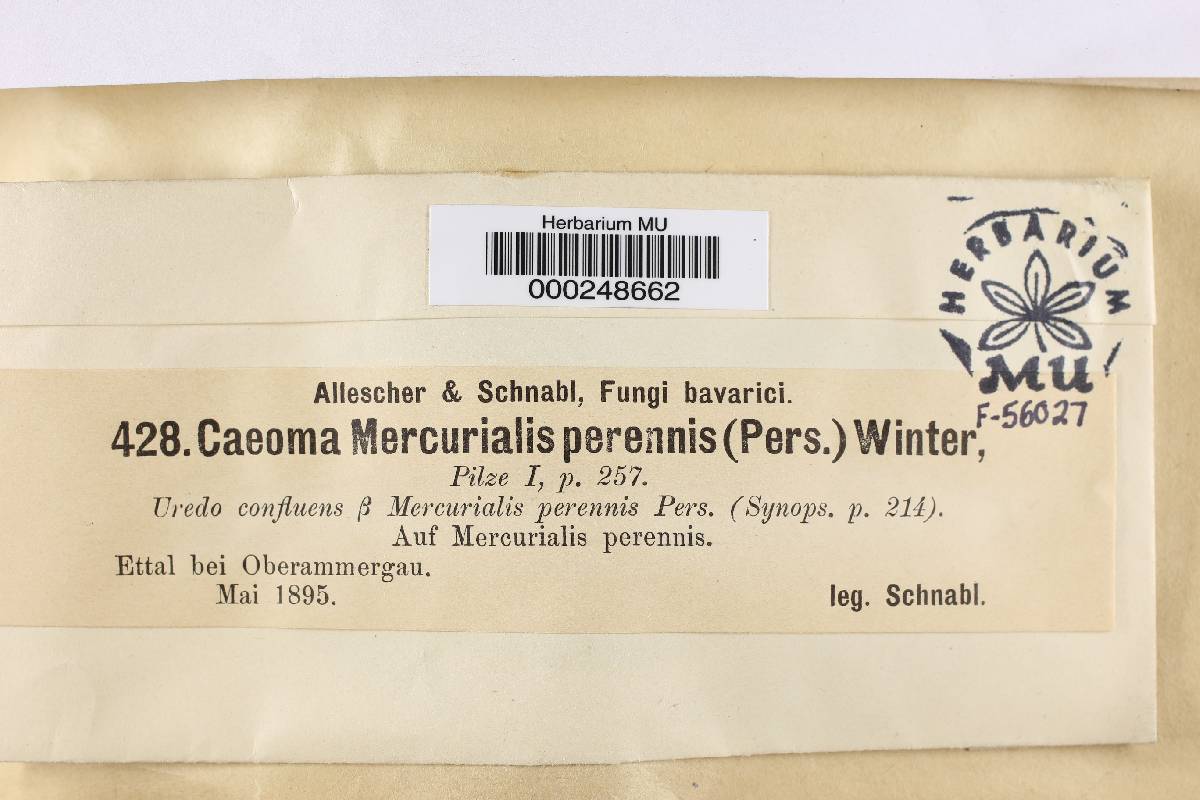 Herbarium MU
000248662
HERBARIUM
MU
F-56027
Allescher & Schnabl, Fungi bavarici.
428. Caeoma Mercurialis perennis (Pers.) Winter,
Pilze I, p. 257.
Uredo confluens β Mercurialis perennis Pers. (Synops. p. 214).
Auf Mercurialis perennis.
Ettal bei Oberammergau.
Mai 1895.
leg. Schnabl.